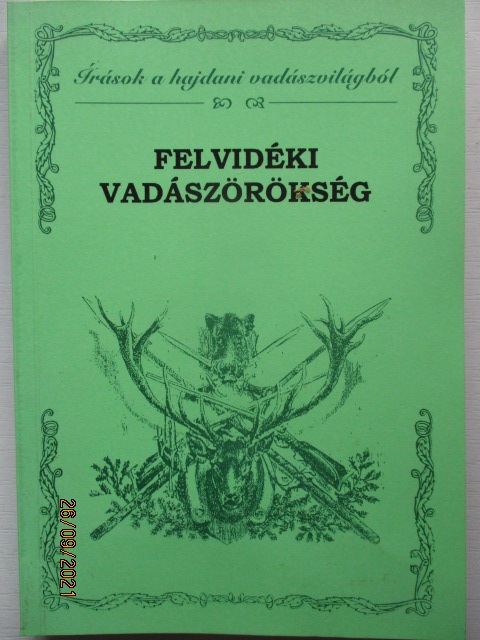 Írások a hajdani vadászvilágból
FELVIDÉKI
VADÁSZÖRÖKSÉG
26/09/2021